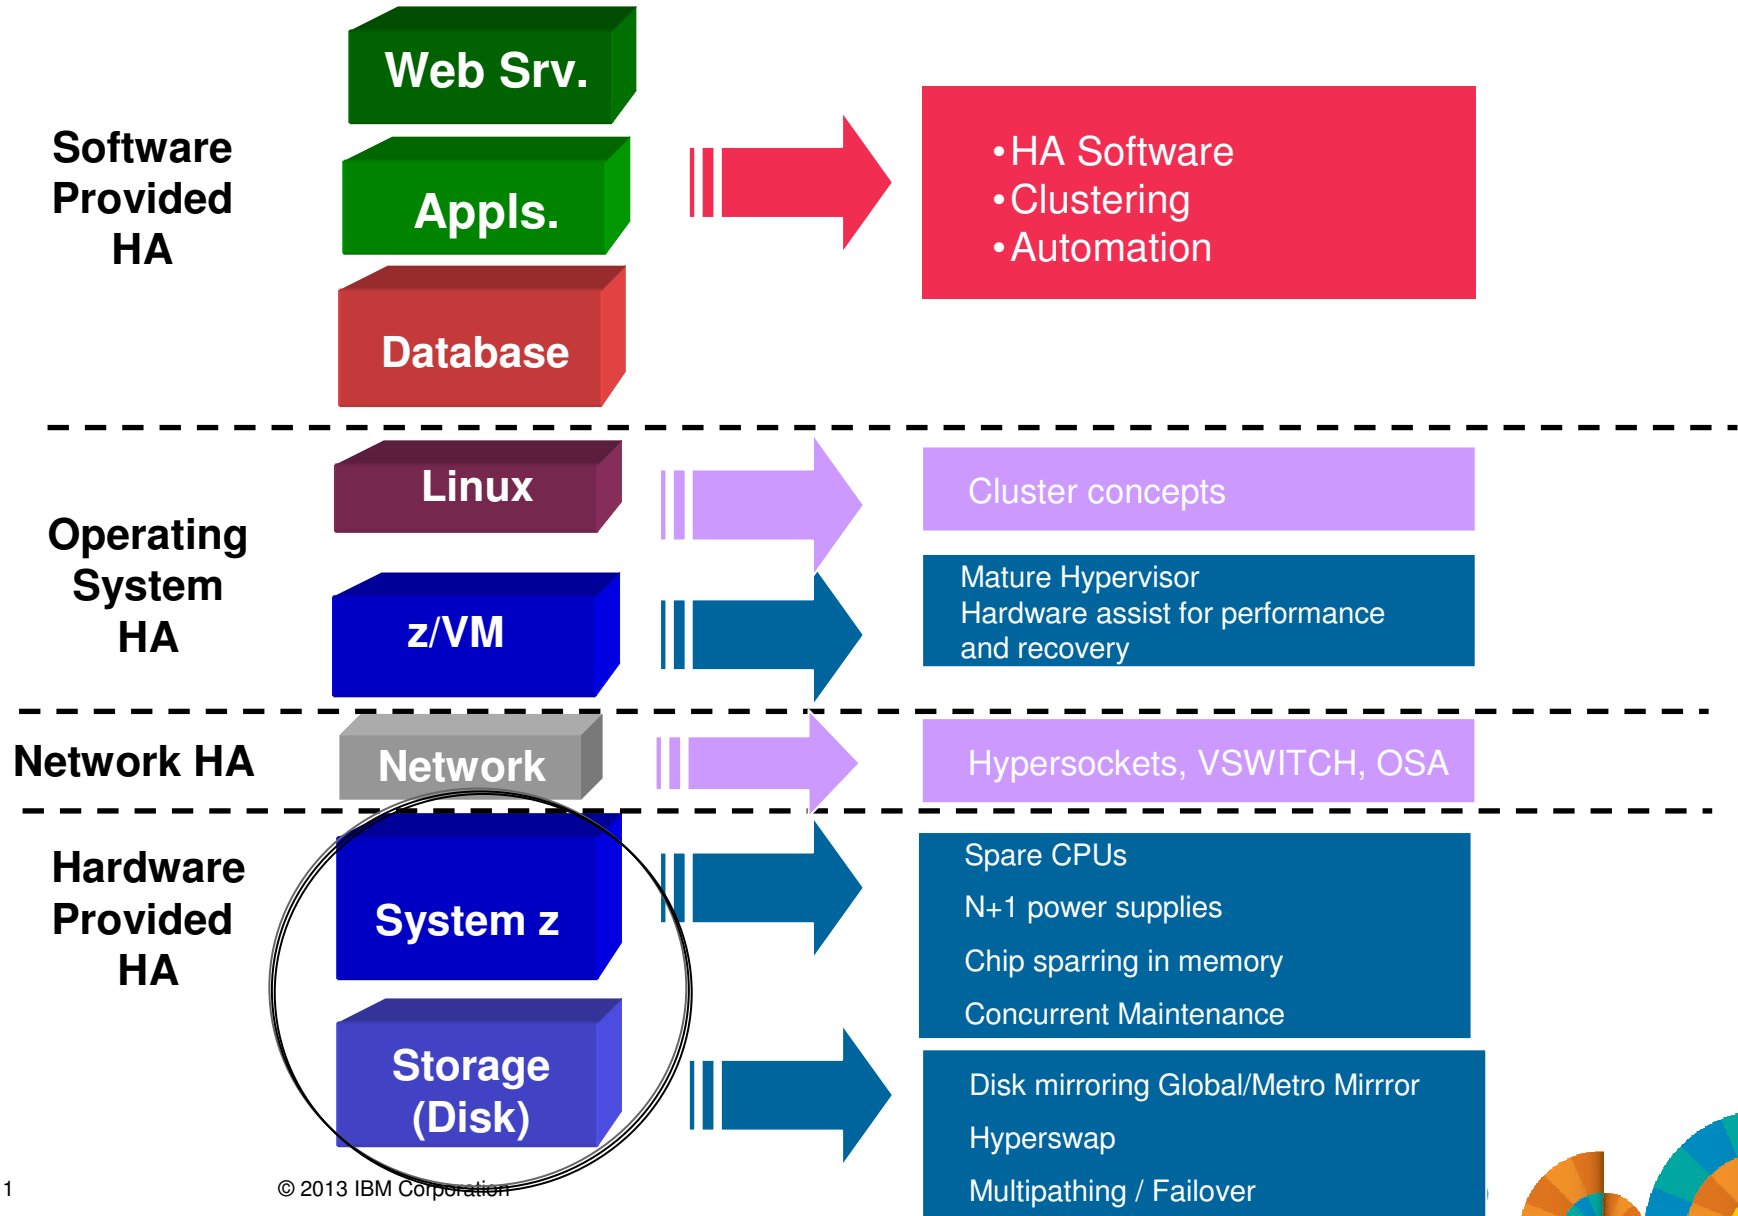 Web Srv.
Software
Provided
HA
Appls.
•HA Software
•Clustering
•Automation
Database
Linux
Cluster concepts
Operating
System
HA
z/VM
Mature Hypervisor
Hardware assist for performance
and recovery
Network HA
Network
Hypersockets, VSWITCH, OSA
Hardware
Provided
HA
System z
Spare CPUs
N+1 power supplies
Chip sparring in memory
Concurrent Maintenance
Storage
(Disk)
Disk mirroring Global/Metro Mirrror
Hyperswap
Multipathing / Failover
1
© 2013 IBM Corporation